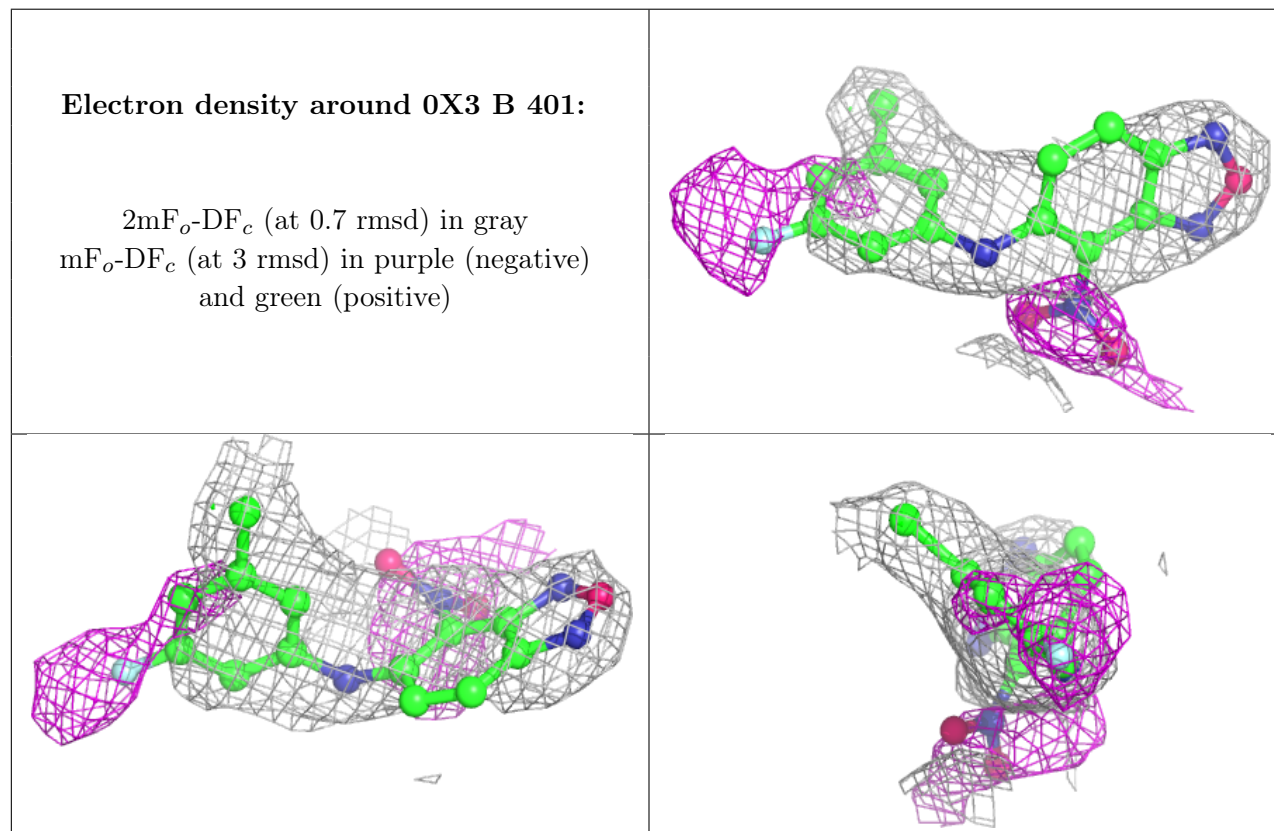 Electron density around 0X3 B 401:
2mFo-DFc (at 0.7 rmsd) in gray
mFo-DFc (at 3 rmsd) in purple (negative)
and green (positive)